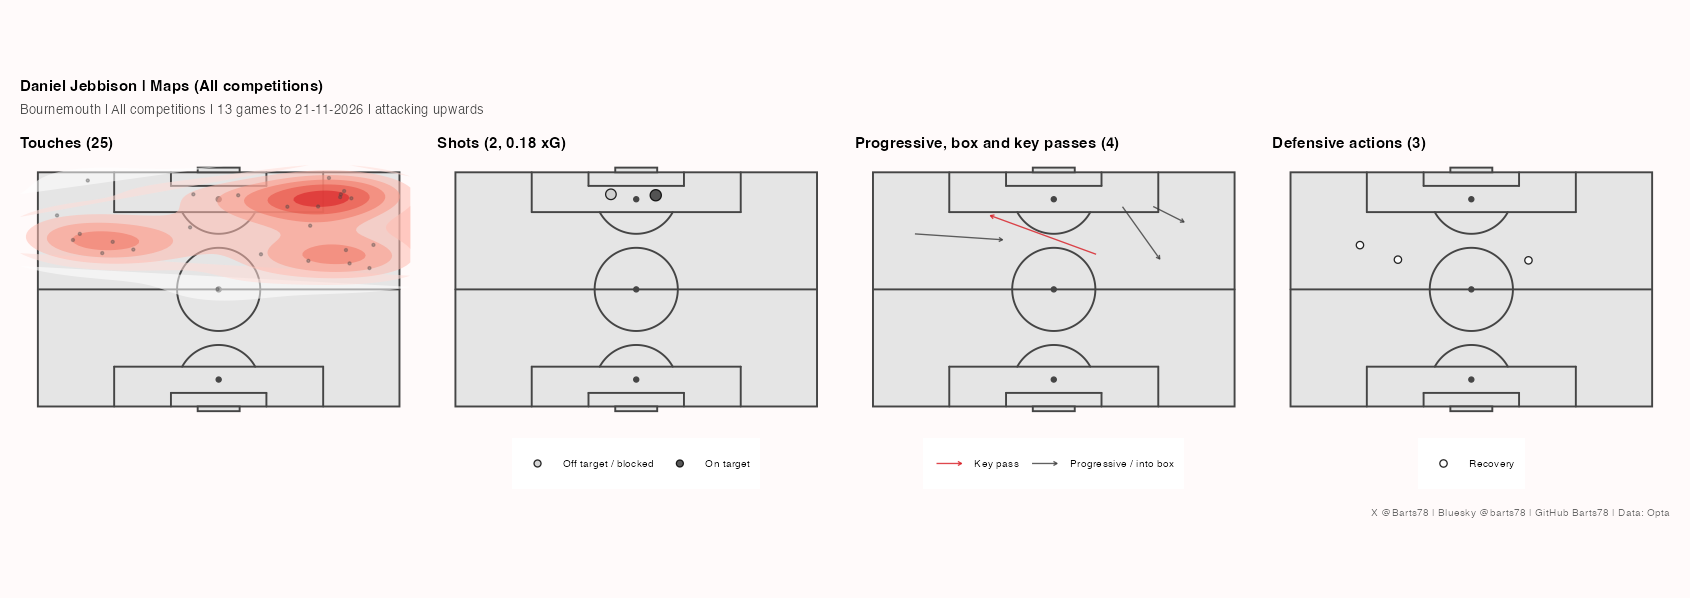 Daniel Jebbison | Maps (All competitions)
Bournemouth | All competitions | 13 games to 21-11-2026 | attacking upwards
Touches (25)
Shots (2, 0.18 xG)
Progressive, box and key passes (4)
Defensive actions (3)
Off target / blocked
On target
Key pass
Progressive / into box
Recovery
X @Barts78 | Bluesky @barts78 | GitHub Barts78 | Data: Opta